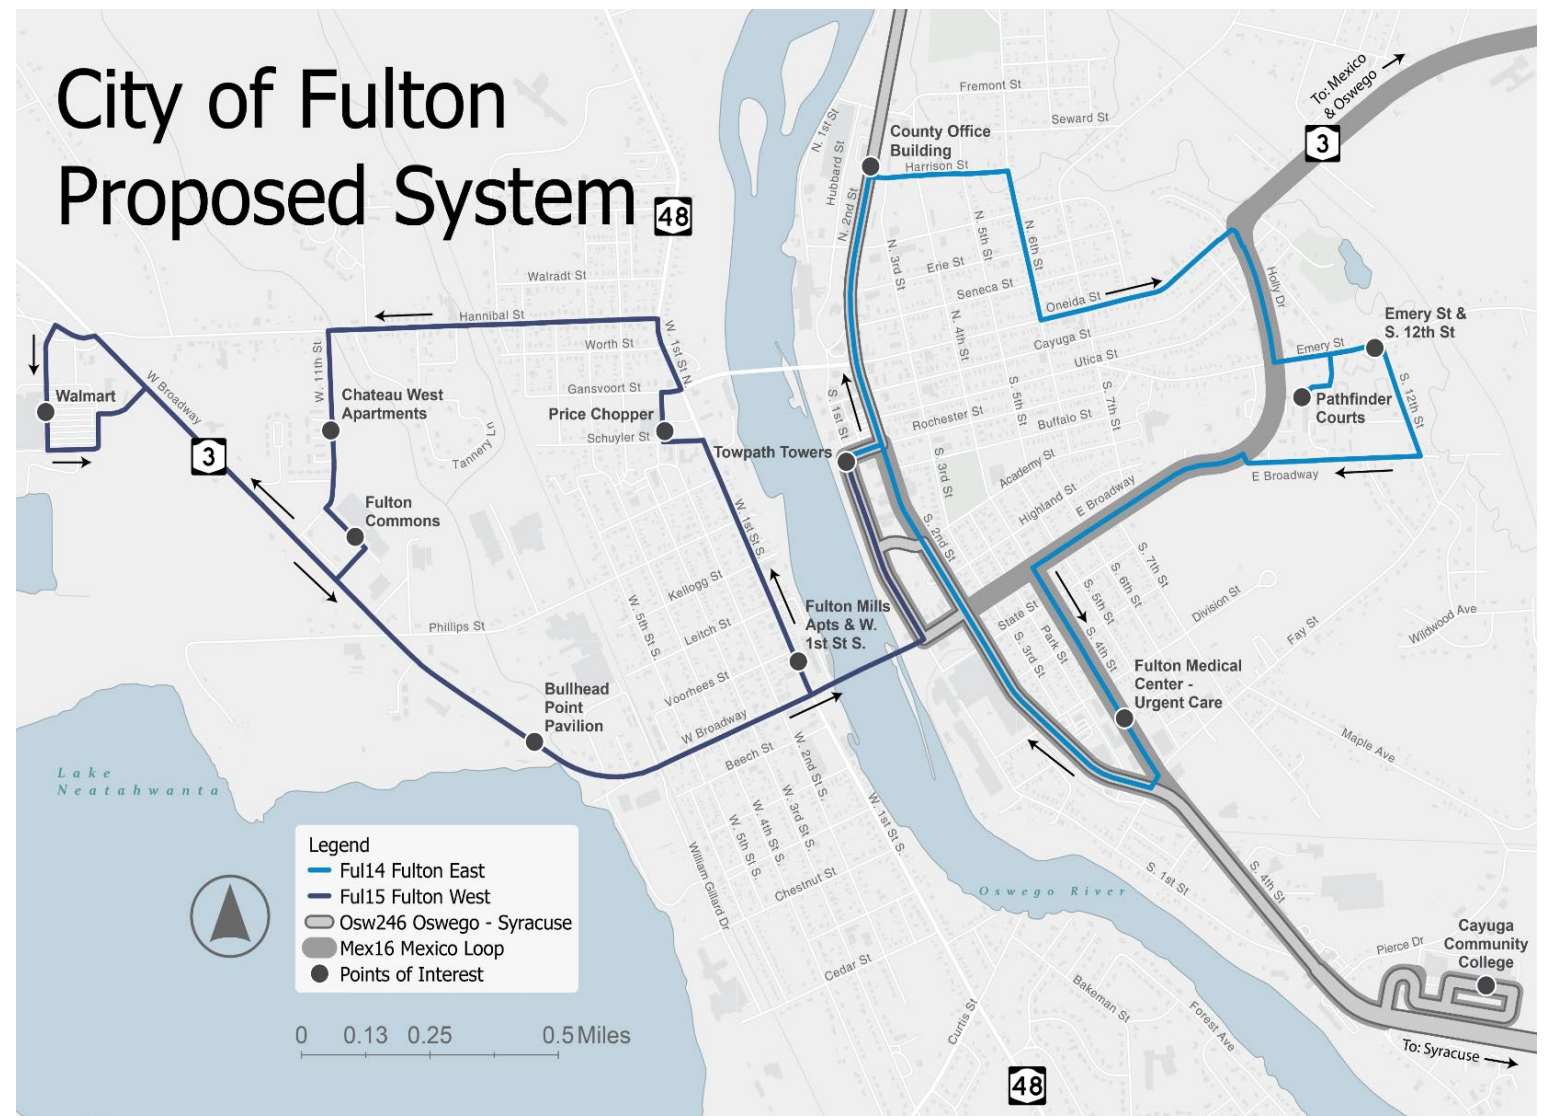 City of Fulton
Proposed System
48
To: Mexico
& Oswego
3
Fremont St
Seward St
N. 1st St
Hubbard St
N. 2nd St
County Office
Building
Harrison St
N. 3rd St
N. 5th St
N. 6th St
Erie St
Seneca St
Oneida St
N. 4th St
Cayuga St
Utica St
Holly Dr
Emery St &
S. 12th St
Emery St
S. 12th St
Pathfinder
Courts
E Broadway
Walradt St
Hannibal St
Worth St
W. 1st St N
Gansvoort St
Price Chopper
Schuyler St
W. 11th St
Chateau West
Apartments
Tannery Ln
Walmart
W Broadway
3
Fulton
Commons
S. 1st St
Towpath Towers
Rochester St
S. 5th St
S. 7th St
Buffalo St
S. 3rd St
Academy St
Highland St
E Broadway
S. 2nd St
W. 1st St S.
Kellogg St
W. 5th St S.
Leitch St
Phillips St
Voorhees St
Fulton Mills
Apts & W.
1st St S.
State St
S. 3rd St
Park St
S. 4th St
S. 5th St
S. 6th St
S. 7th St
Division St
Fay St
Wildwood Ave
Fulton Medical
Center -
Urgent Care
Maple Ave
Bullhead
Point
Pavilion
W Broadway
Beech St
W. 2nd St S.
W. 3rd St S.
W. 4th St S.
W. 5th St S.
W. 1st St S.
William Gillard Dr
Chestnut St
Cedar St
Lake
Neatahwanta
Oswego River
S. 1st St
S. 4th St
Pierce Dr
Cayuga
Community
College
Curtis St
Bakeman St
Forest Ave
To: Syracuse
48
Legend
Ful14 Fulton East
Ful15 Fulton West
Osw246 Oswego - Syracuse
Mex16 Mexico Loop
Points of Interest
0 0.13 0.25 0.5 Miles